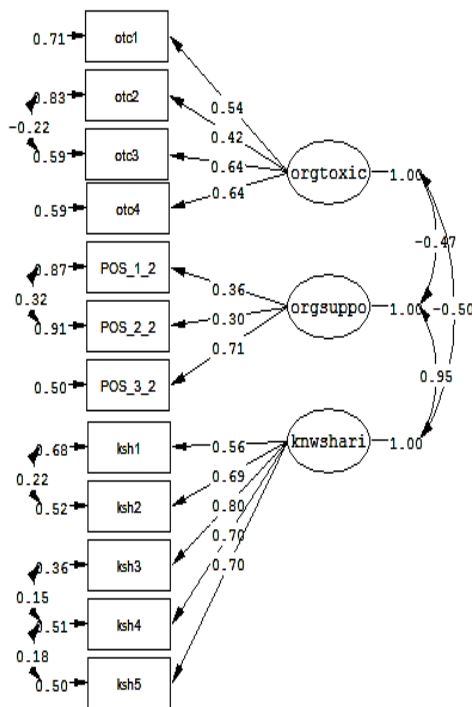 0.71 otc1
0.54
0.83 otc2
0.42
-0.22
0.59 otc3 0.64 orgtoxic 1.00
0.64
0.59 otc4
-0.47
0.87 POS_1_2
0.36
0.32 orgsuppo 1.00 -0.50
0.30
0.91 POS_2_2
0.71
0.95
0.50 POS_3_2
0.68 ksh1 0.56 knwshari 1.00
0.22 0.69
0.52 ksh2 0.80
0.70
0.36 ksh3 0.70
0.15
0.51 ksh4
0.18
0.50 ksh5